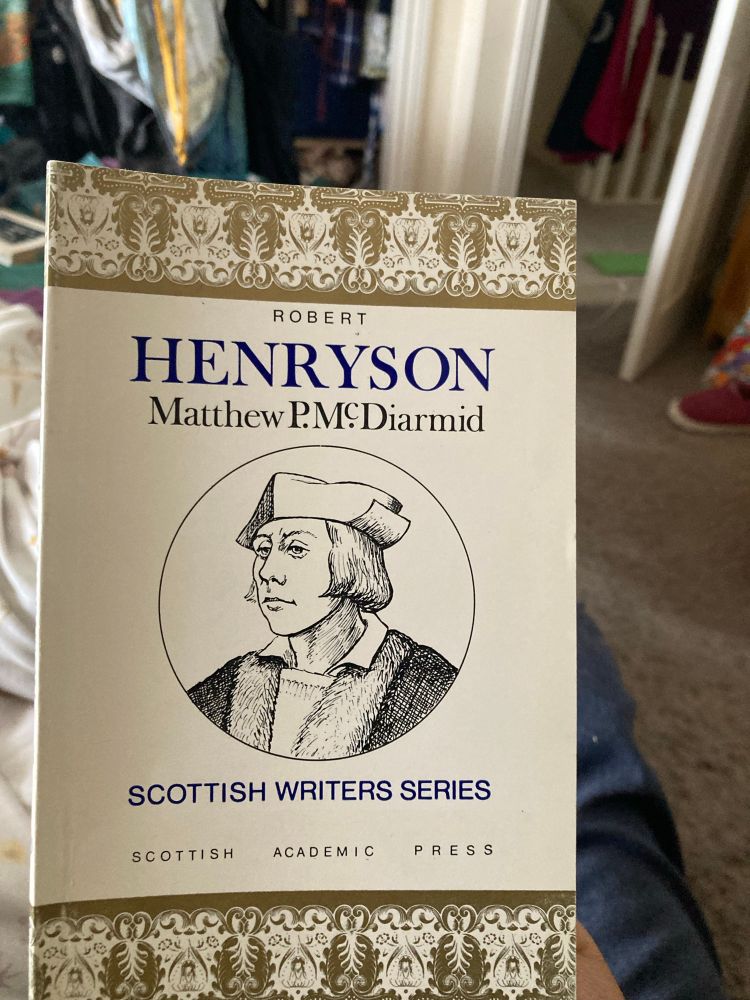 ROBERT
HENRYSON
Matthew P. McDiarmid
SCOTTISH WRITERS SERIES
SCOTTISH ACADEMIC PRESS